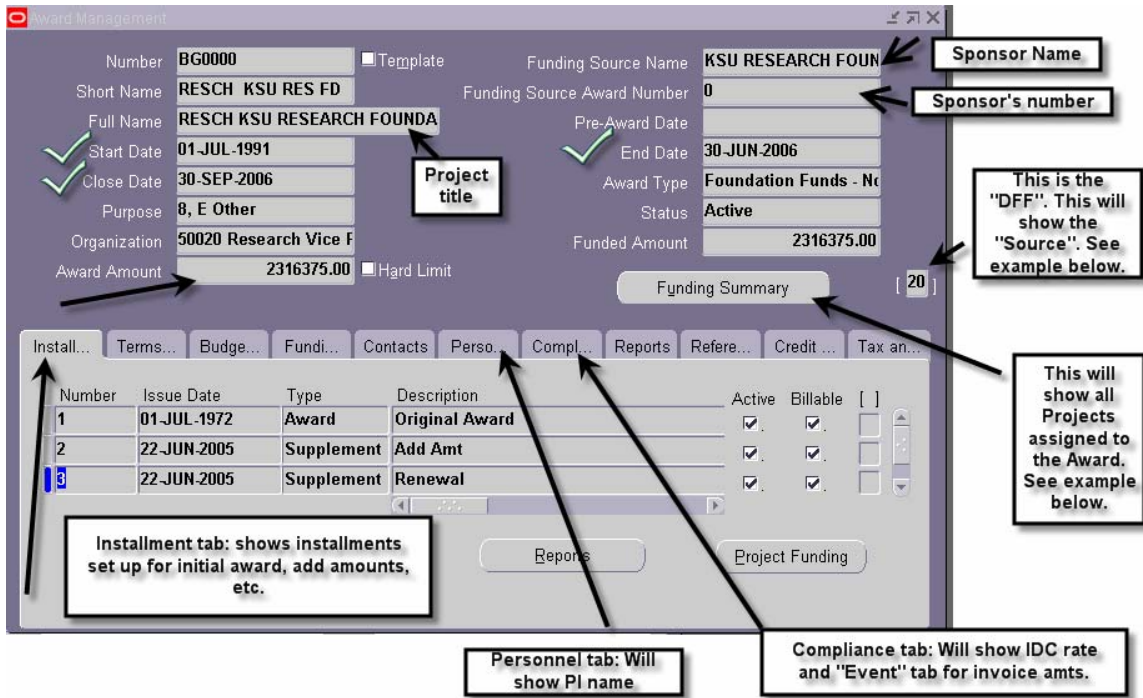 Award Management
Number BG0000 Template
Funding Source Name KSU RESEARCH FOUN
Sponsor Name
Short Name RESCH KSU RES FD
Funding Source Award Number 0
Sponsor's number
Full Name RESCH KSU RESEARCH FOUNDA
Pre-Award Date
Start Date 01-JUL-1991
End Date 30-JUN-2006
Project
title
Close Date 30-SEP-2006
Award Type Foundation Funds - No
Purpose 8, E Other
Status Active
Organization 50020 Research Vice F
Funded Amount 2316375.00
Award Amount 2316375.00 Hard Limit
Funding Summary
[ 20 ]
This is the
"DFF". This will
show the
"Source". See
example below.
Install... Terms... Budge... Fundi... Contacts Perso... Compl... Reports Refere... Credit ... Tax an...
Number Issue Date Type Description Active Billable [ ]
1 01-JUL-1972 Award Original Award
2 22-JUN-2005 Supplement Add Amt
3 22-JUN-2005 Supplement Renewal
This will
show all
Projects
assigned to
the Award.
See example
below.
Installment tab: shows installments
set up for initial award, add amounts,
etc.
Reports
Project Funding
Personnel tab: Will
show PI name
Compliance tab: Will show IDC rate
and "Event" tab for invoice amts.